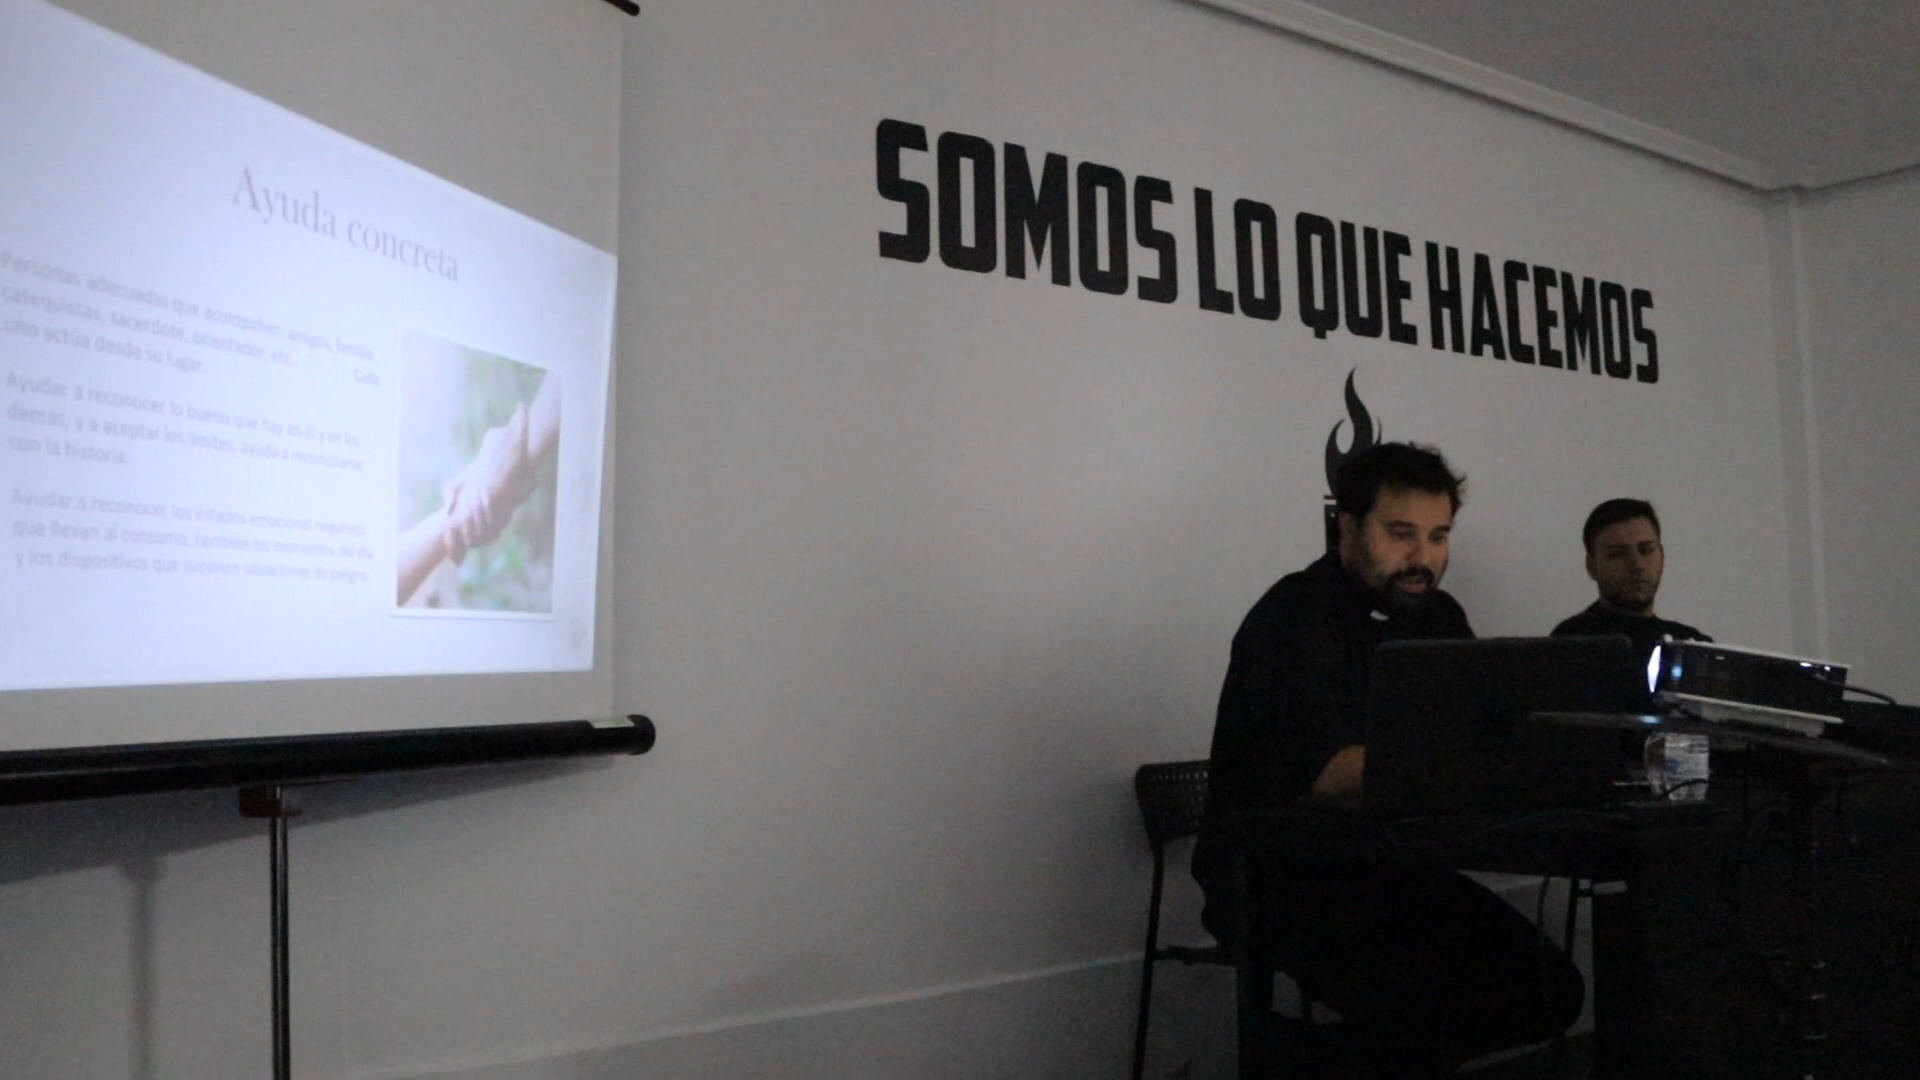 Ayuda concreta
Personas adecuadas que acompañen: amigos, familia,
catequistas, sacerdote, orientador, etc. Cada
uno actúa desde su lugar.
Ayudar a reconocer lo bueno que hay en él y en los
demás, y a aceptar los límites, ayuda a reconciliarse
con la historia.
Ayudar a reconocer los estados emocional negativos
que llevan al consumo, también los momentos del día
y los dispositivos que suponen situaciones de peligro.
SOMOS LO QUE HACEMOS